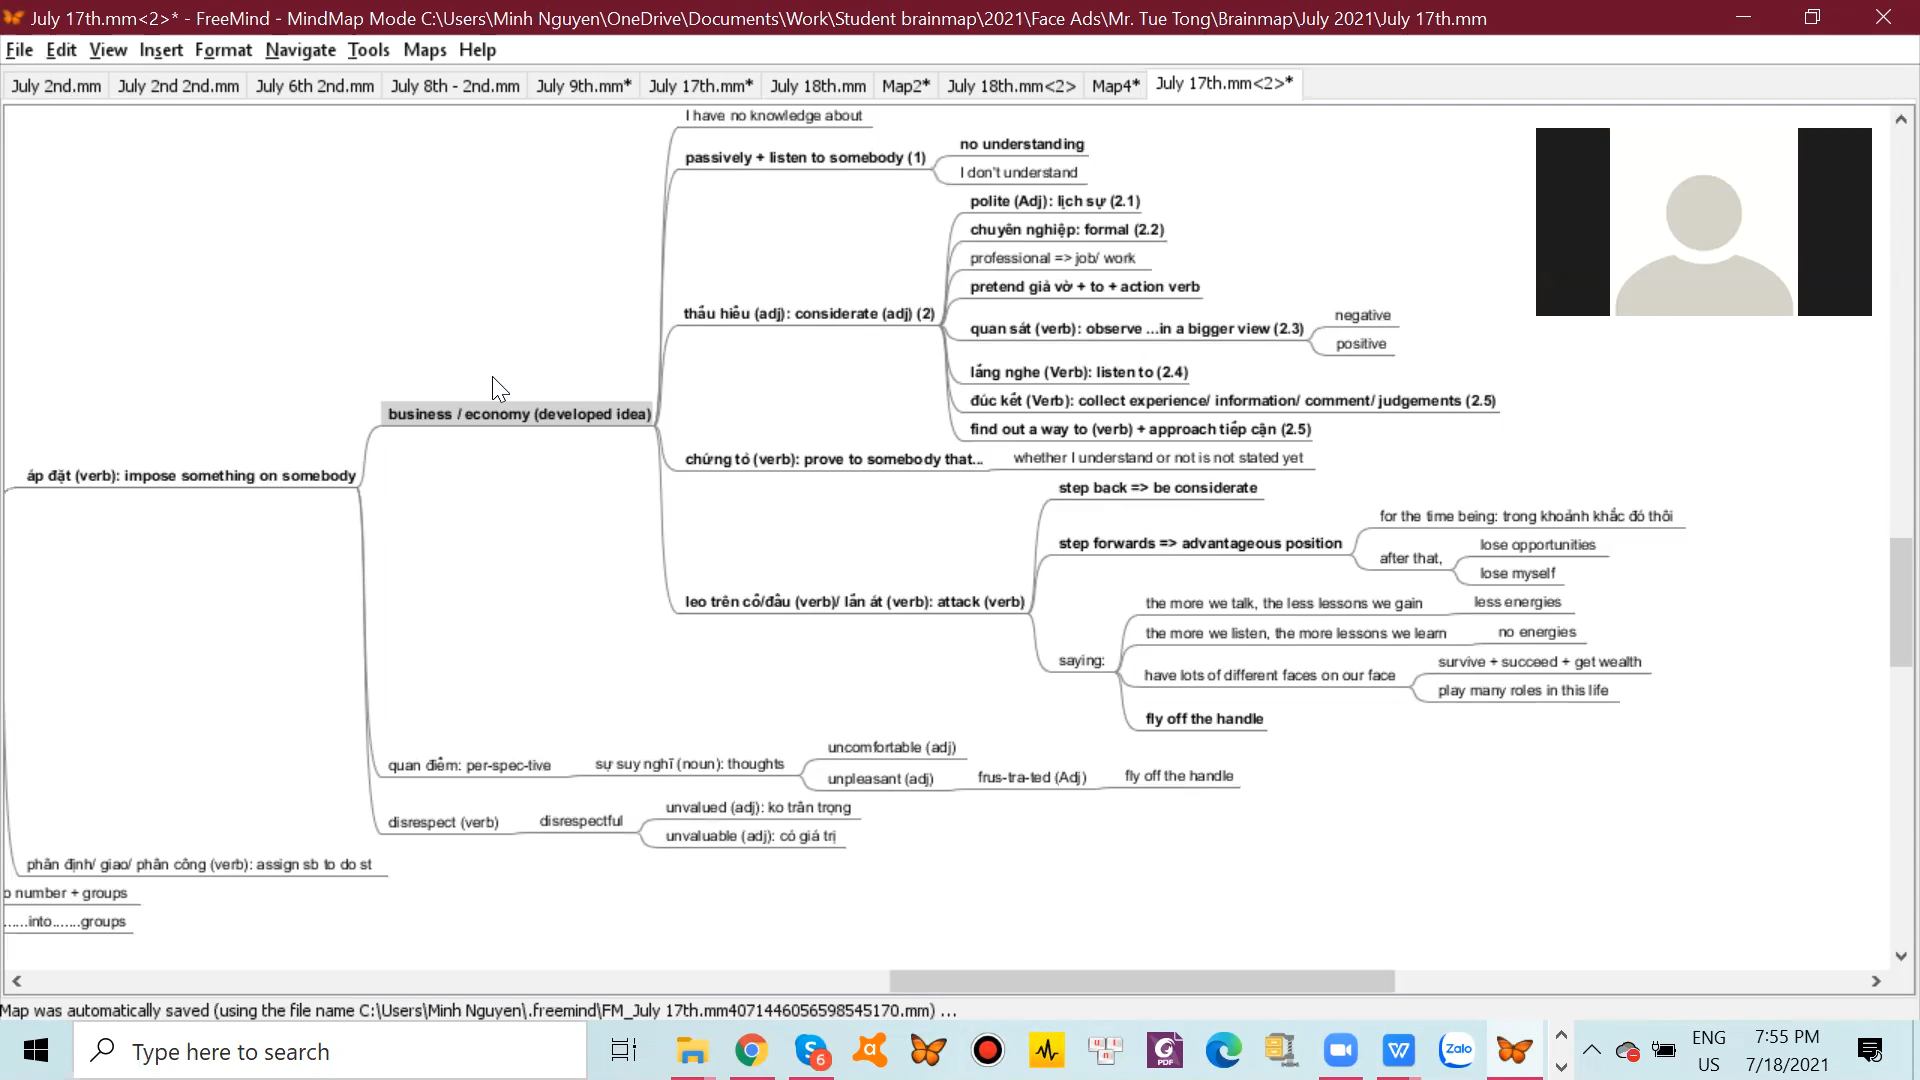 July 17th.mm<2>* - FreeMind - MindMap Mode C:\Users\Minh Nguyen\OneDrive\Documents\Work\Student brainmap\2021\Face Ads\Mr. Tue Tong\Brainmap\July 2021\July 17th.mm
File Edit View Insert Format Navigate Tools Maps Help
July 2nd.mm July 2nd 2nd.mm July 6th 2nd.mm July 8th - 2nd.mm July 9th.mm* July 17th.mm* July 18th.mm Map2* July 18th.mm<2> Map4* July 17th.mm<2>*
I have no knowledge about
passively + listen to somebody (1)
no understanding
I don't understand
thấu hiểu (adj): considerate (adj) (2)
polite (Adj): lịch sự (2.1)
chuyên nghiệp: formal (2.2)
professional => job/ work
pretend giả vờ + to + action verb
quan sát (verb): observe ...in a bigger view (2.3)
negative
positive
lắng nghe (Verb): listen to (2.4)
đúc kết (Verb): collect experience/ information/ comment/ judgements (2.5)
find out a way to (verb) + approach tiếp cận (2.5)
business / economy (developed idea)
chứng tỏ (verb): prove to somebody that...
whether I understand or not is not stated yet
áp đặt (verb): impose something on somebody
step back => be considerate
step forwards => advantageous position
for the time being: trong khoảnh khắc đó thôi
after that,
lose opportunities
lose myself
leo trên cổ/đầu (verb)/ lấn át (verb): attack (verb)
saying:
the more we talk, the less lessons we gain
less energies
the more we listen, the more lessons we learn
no energies
have lots of different faces on our face
survive + succeed + get wealth
play many roles in this life
fly off the handle
quan điểm: per-spec-tive
sự suy nghĩ (noun): thoughts
uncomfortable (adj)
unpleasant (adj)
frus-tra-ted (Adj)
fly off the handle
disrespect (verb)
disrespectful
unvalued (adj): ko trân trọng
unvaluable (adj): có giá trị
phân định/ giao/ phân công (verb): assign sb to do st
o number + groups
......into.......groups
Map was automatically saved (using the file name C:\Users\Minh Nguyen\.freemind\FM_July 17th.mm4071446056598545170.mm) ...
Type here to search
6
PDF
Zalo
ENG
US
7:55 PM
7/18/2021